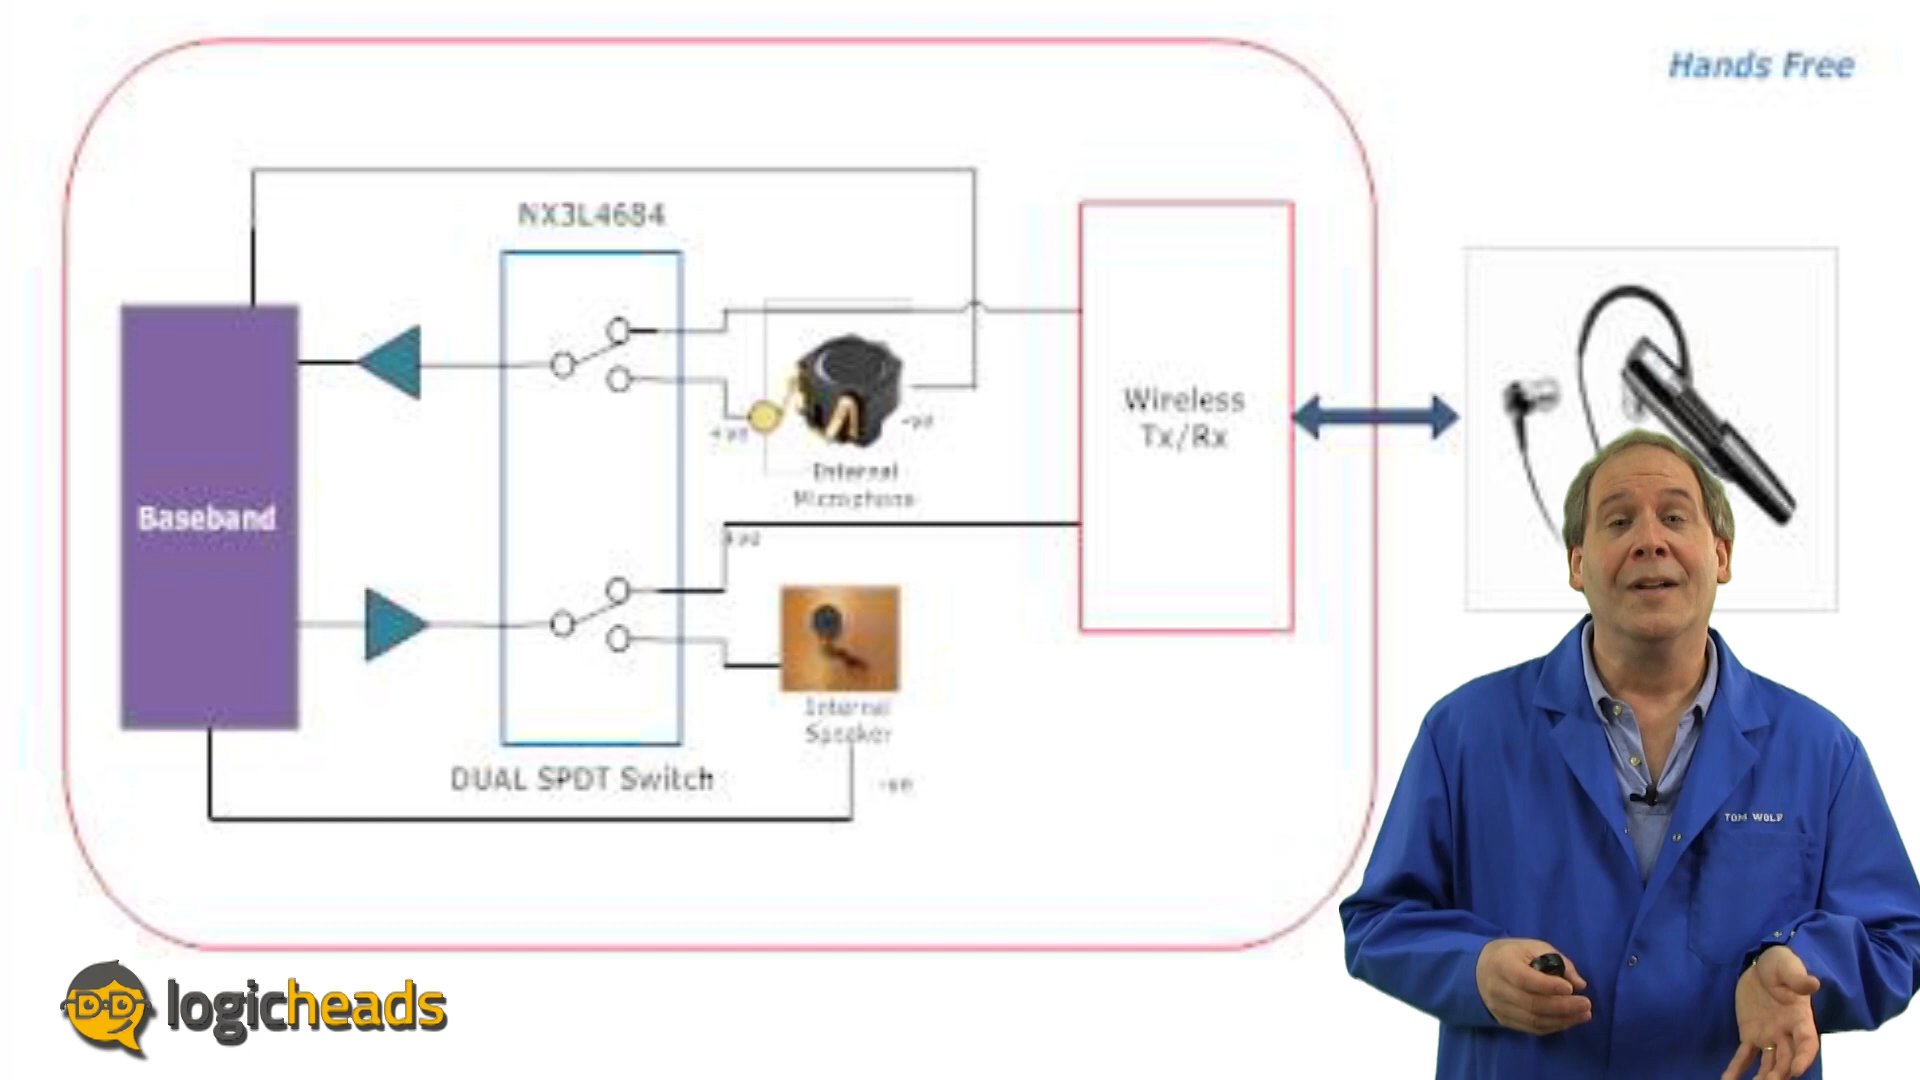 Hands Free
NX3L4684
Wireless
Tx/Rx
Internal
Microphone
Baseband
Internal
Speaker
DUAL SPDT Switch
TOM WOLF
logicheads